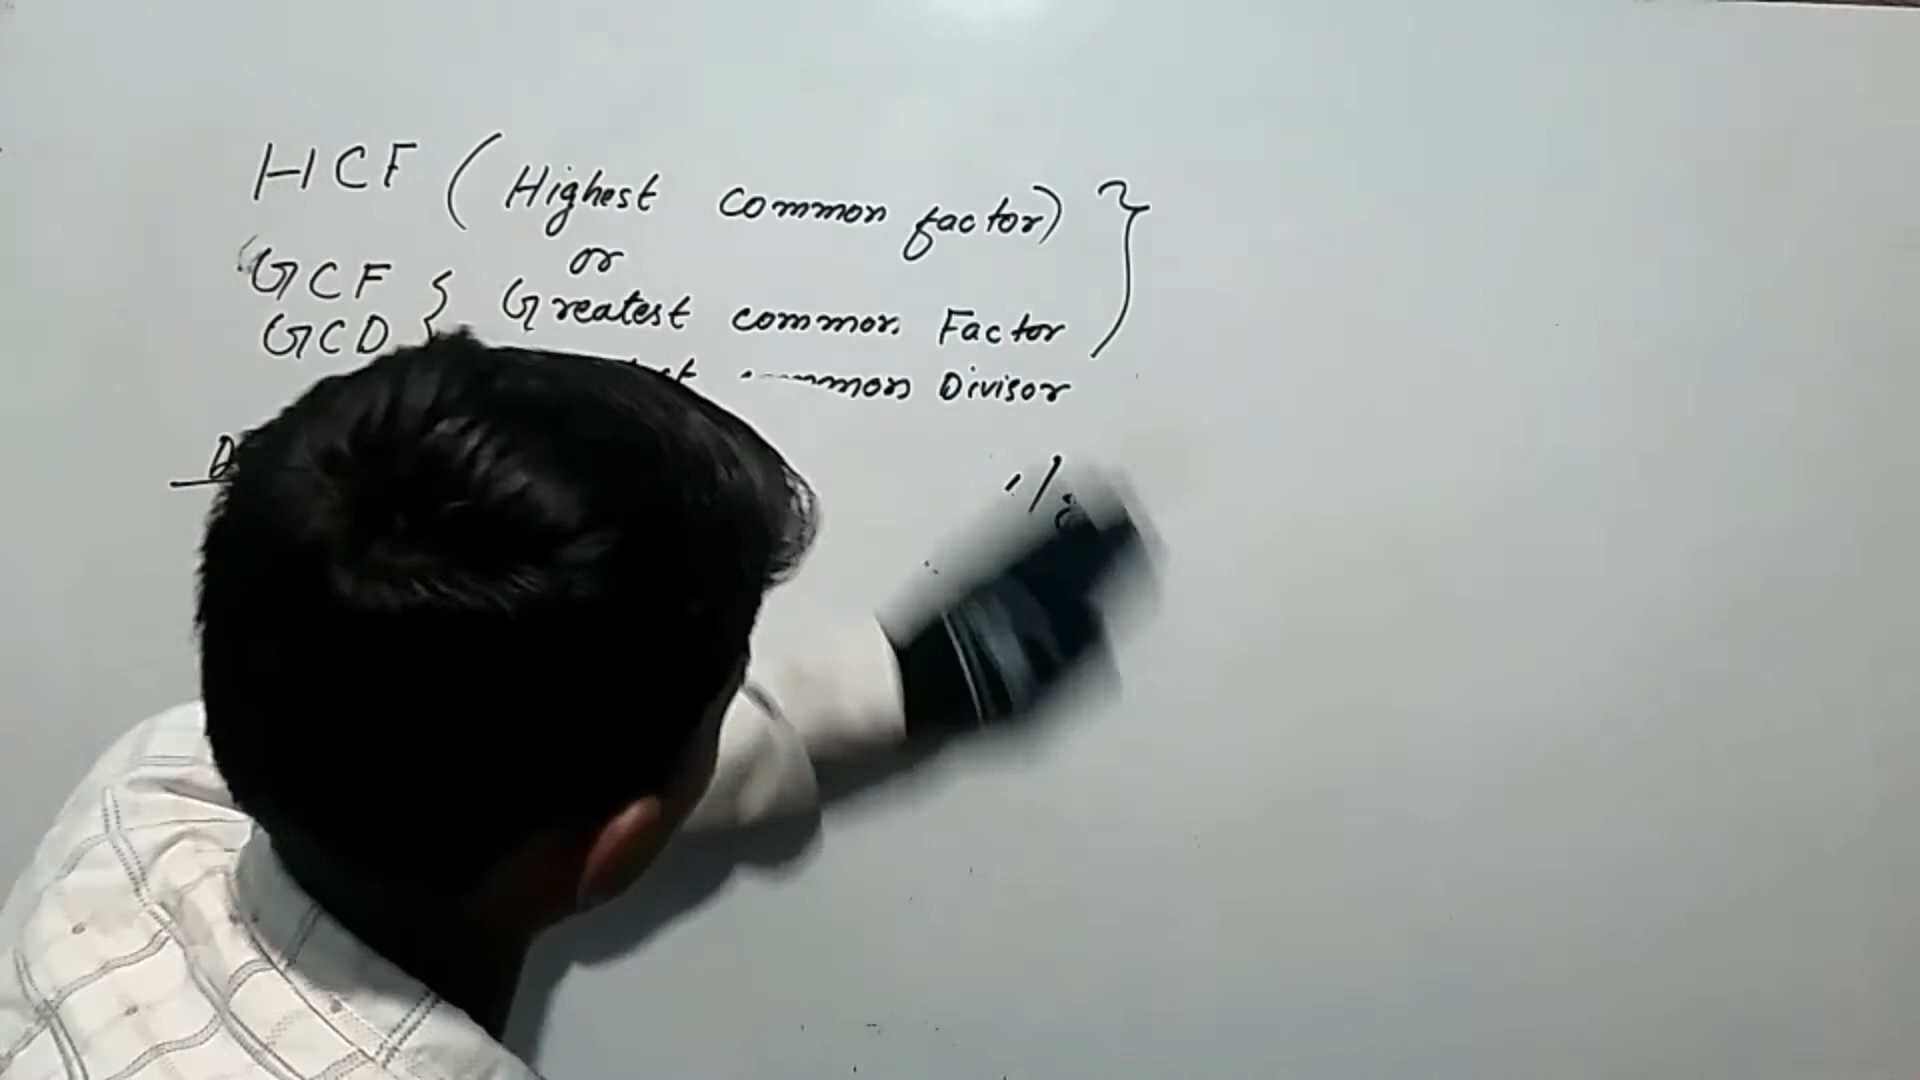 HCF ( Highest common factor) }
or
GCF { Greatest common Factor
GCD common Divisor